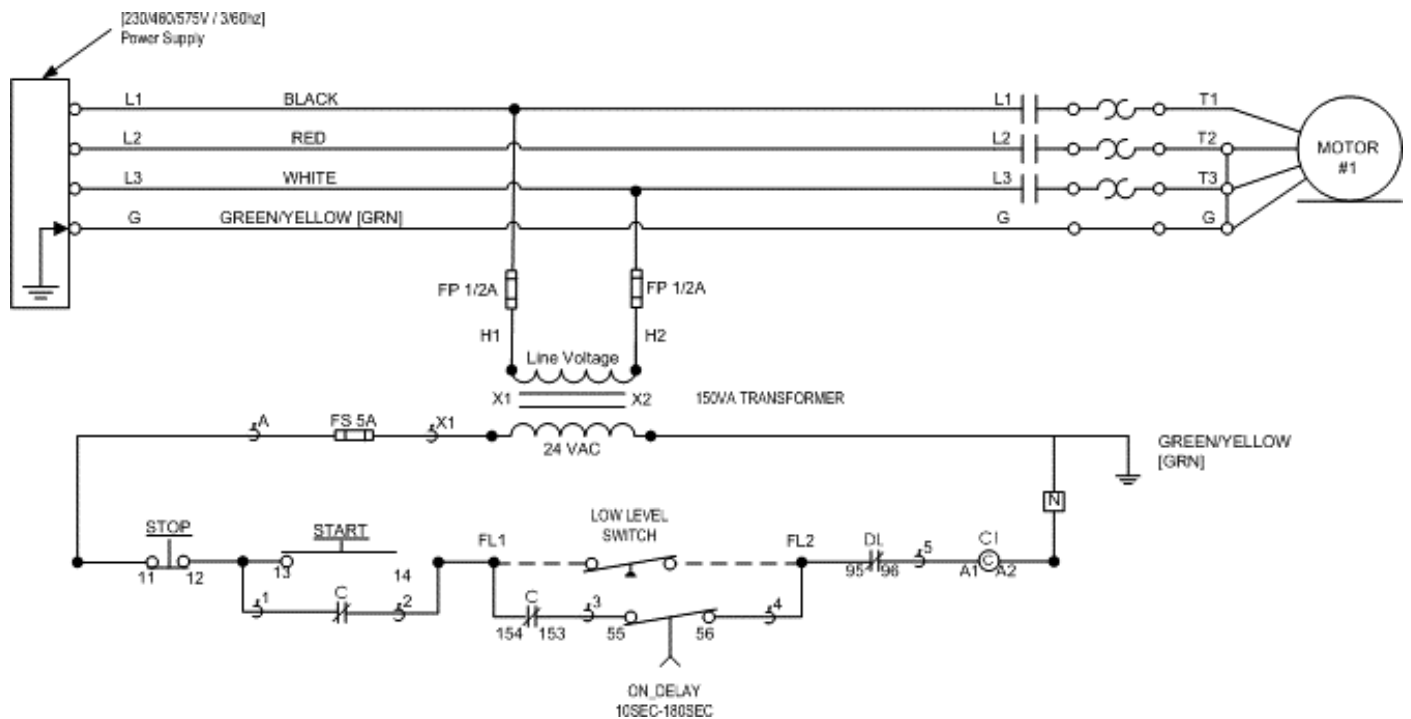 [230/460/575V / 3/60hz]
Power Supply
L1 BLACK L1 T1
L2 RED L2 T2
MOTOR
#1
L3 WHITE L3 T3
G GREEN/YELLOW [GRN] G G
FP 1/2A FP 1/2A
H1 H2
Line Voltage
X1 X2 150VA TRANSFORMER
A FS 5A X1
24 VAC
GREEN/YELLOW
[GRN]
N
STOP START
LOW LEVEL
SWITCH
FL1 FL2 OL 5 C1
11 12 13 14 95 96 A1 C A2
1 C 2 C 3 4
154 153 55 56
ON_DELAY
10SEC-180SEC